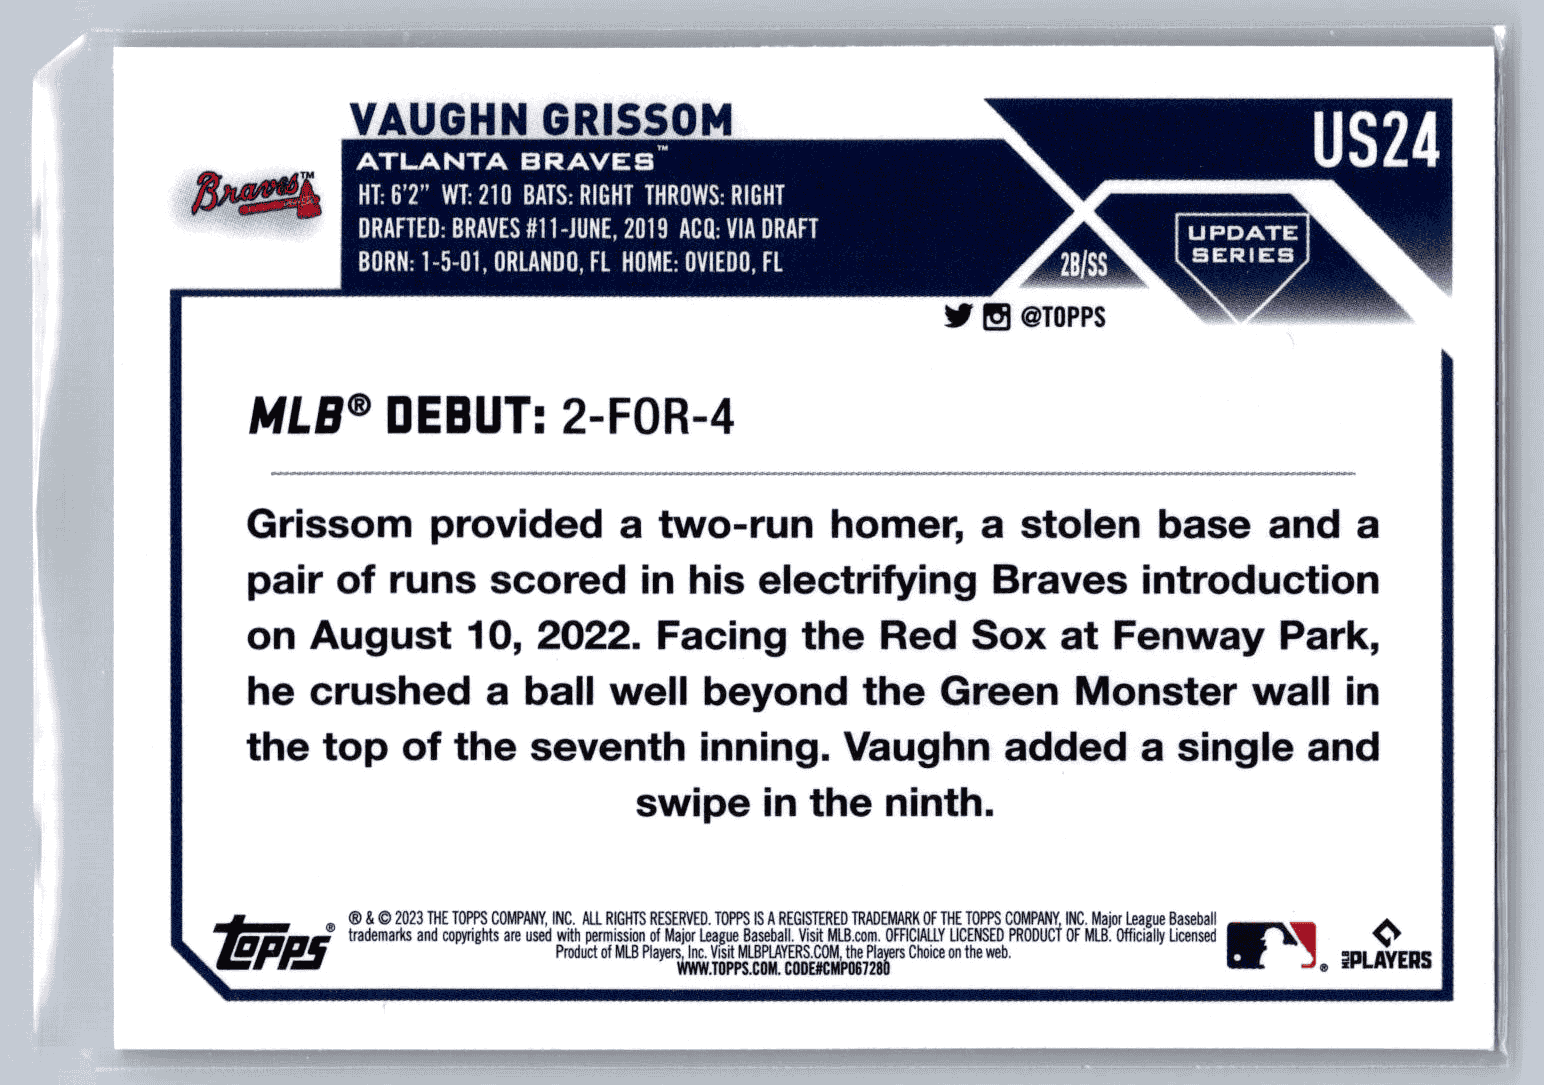 VAUGHN GRISSOM
US24
Braves™
ATLANTA BRAVES™
HT: 6'2” WT: 210 BATS: RIGHT THROWS: RIGHT
DRAFTED: BRAVES #11-JUNE, 2019 ACQ: VIA DRAFT
BORN: 1-5-01, ORLANDO, FL HOME: OVIEDO, FL
2B/SS
UPDATE
SERIES
@TOPPS
MLB® DEBUT: 2-FOR-4
Grissom provided a two-run homer, a stolen base and a
pair of runs scored in his electrifying Braves introduction
on August 10, 2022. Facing the Red Sox at Fenway Park,
he crushed a ball well beyond the Green Monster wall in
the top of the seventh inning. Vaughn added a single and
swipe in the ninth.
TOPPS®
® & © 2023 THE TOPPS COMPANY, INC. ALL RIGHTS RESERVED. TOPPS IS A REGISTERED TRADEMARK OF THE TOPPS COMPANY, INC. Major League Baseball
trademarks and copyrights are used with permission of Major League Baseball. Visit MLB.com. OFFICIALLY LICENSED PRODUCT OF MLB. Officially Licensed
Product of MLB Players, Inc. Visit MLBPLAYERS.COM, the Players Choice on the web.
WWW.TOPPS.COM. CODE#CMP067280
®
MLB PLAYERS